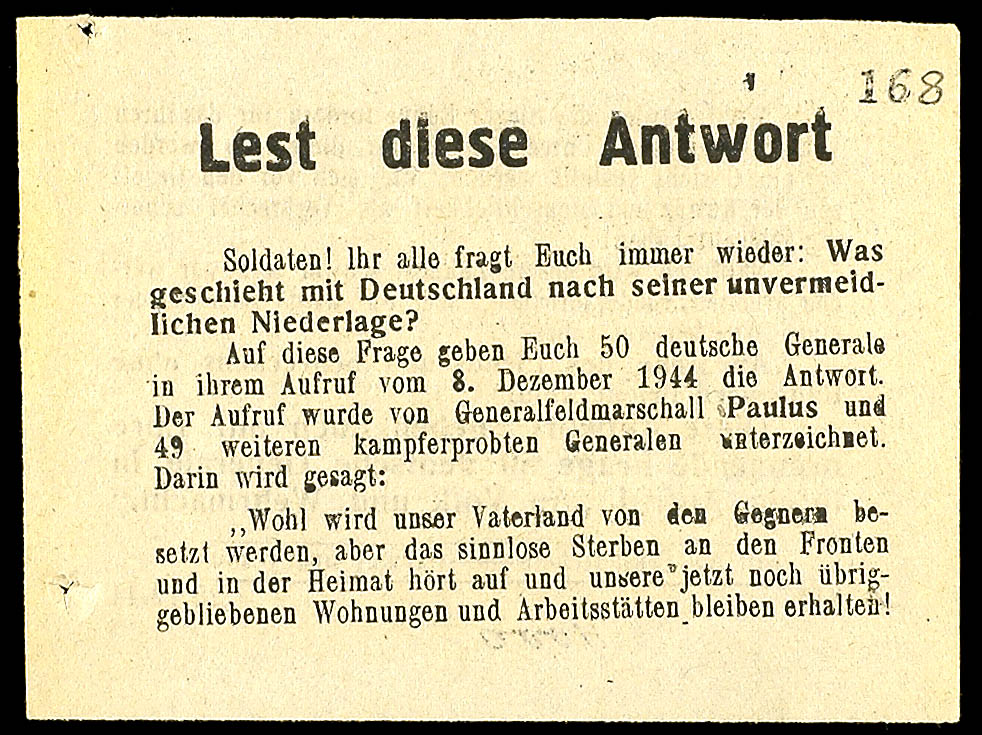 168
Lest diese Antwort
Soldaten! Ihr alle fragt Euch immer wieder: Was
geschieht mit Deutschland nach seiner unvermeid-
lichen Niederlage?
Auf diese Frage geben Euch 50 deutsche Generale
in ihrem Aufruf vom 8. Dezember 1944 die Antwort.
Der Aufruf wurde von Generalfeldmarschall Paulus und
49 weiteren kampferprobten Generalen unterzeichnet.
Darin wird gesagt:
„Wohl wird unser Vaterland von den Gegnern be-
setzt werden, aber das sinnlose Sterben an den Fronten
und in der Heimat hört auf und unsere jetzt noch übrig-
gebliebenen Wohnungen und Arbeitsstätten bleiben erhalten!